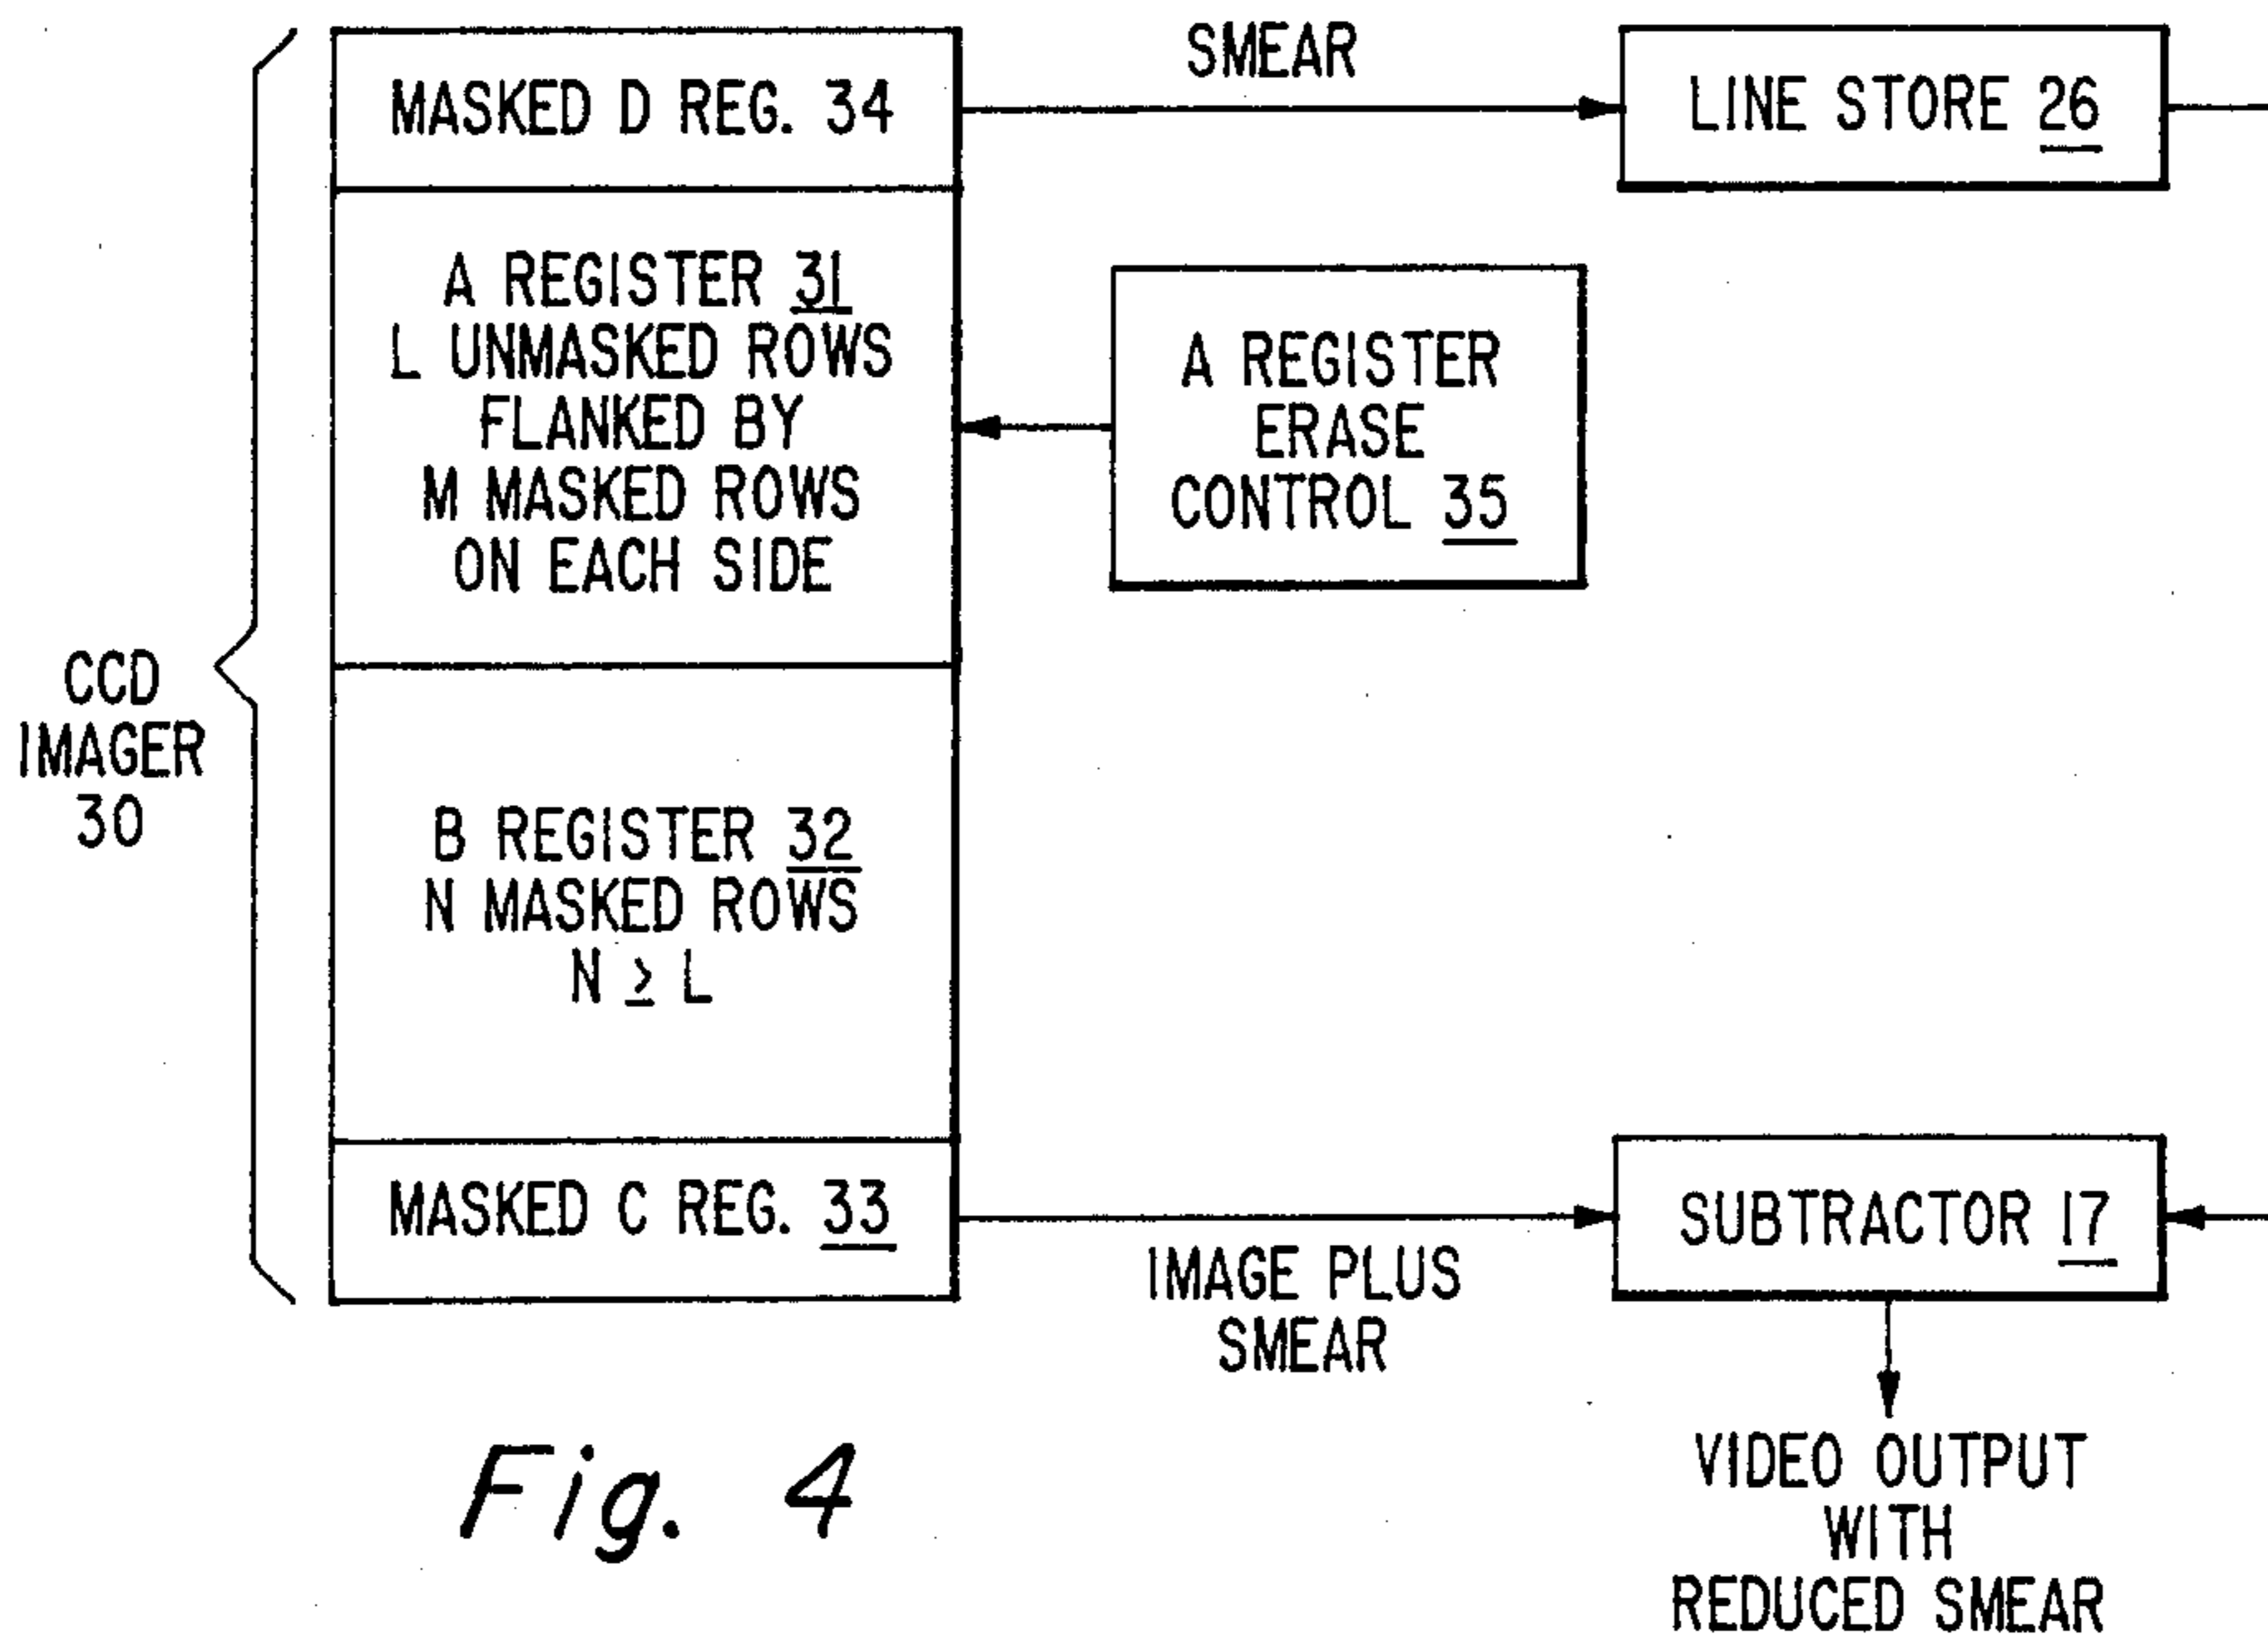 SMEAR
MASKED D REG. 34
LINE STORE 26
A REGISTER 31
L UNMASKED ROWS
FLANKED BY
M MASKED ROWS
ON EACH SIDE
A REGISTER
ERASE
CONTROL 35
CCD
IMAGER
30
B REGISTER 32
N MASKED ROWS
N ≥ L
MASKED C REG. 33
SUBTRACTOR 17
IMAGE PLUS
SMEAR
VIDEO OUTPUT
WITH
REDUCED SMEAR
Fig. 4